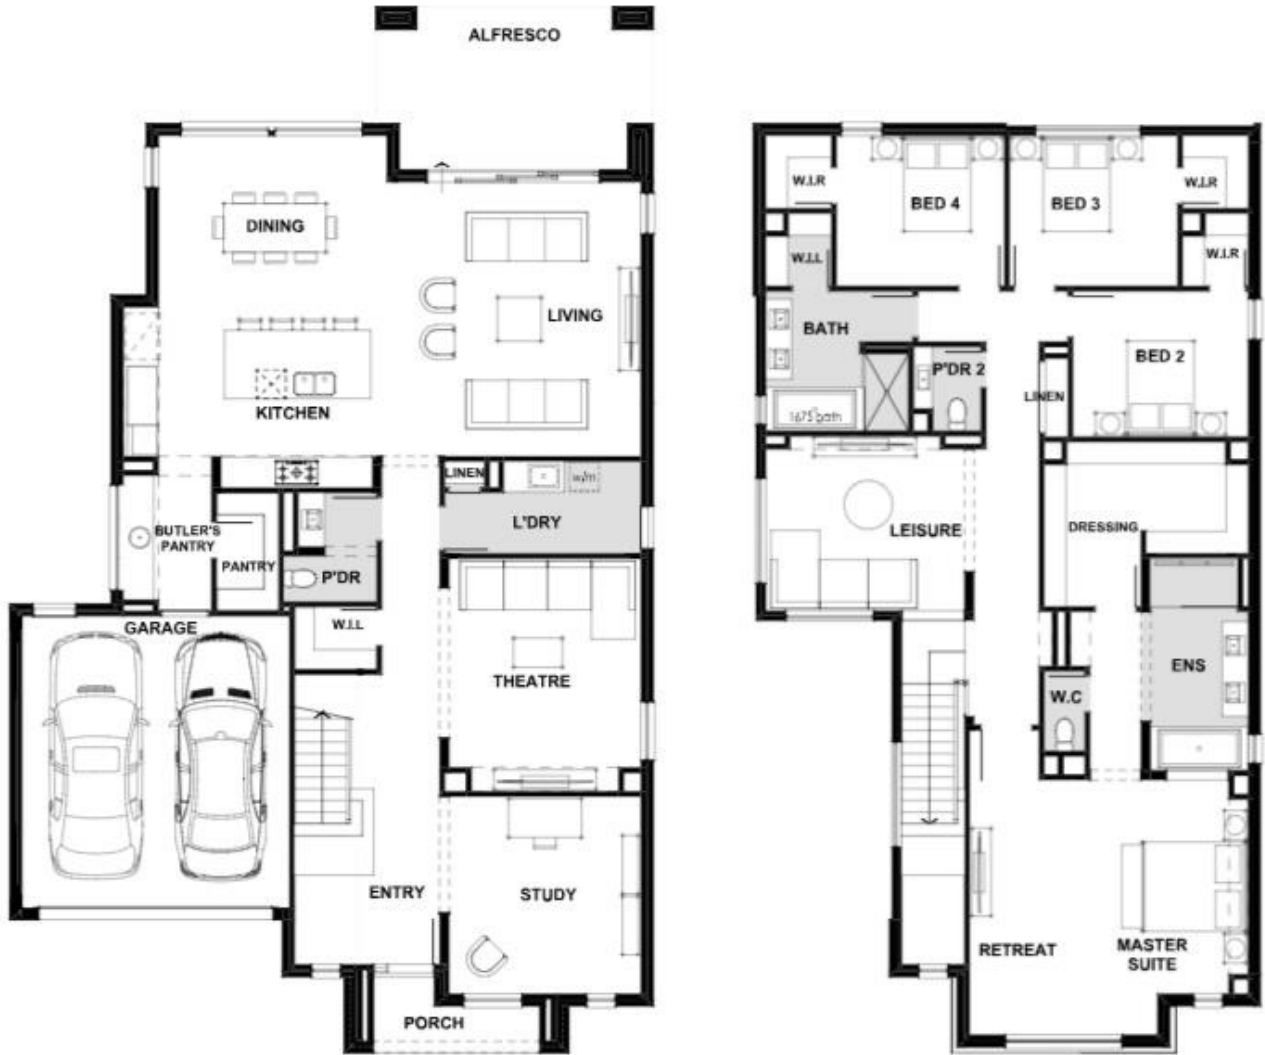 ALFRESCO
DINING
LIVING
KITCHEN
LINEN
w/m
BUTLER'S
PANTRY
PANTRY
L'DRY
P'DR
W.I.L
GARAGE
THEATRE
ENTRY
STUDY
PORCH
W.I.R
BED 4
BED 3
W.I.R
W.I.L
W.I.R
BATH
P'DR 2
BED 2
LINEN
1675 bath
LEISURE
DRESSING
ENS
W.C
RETREAT
MASTER
SUITE